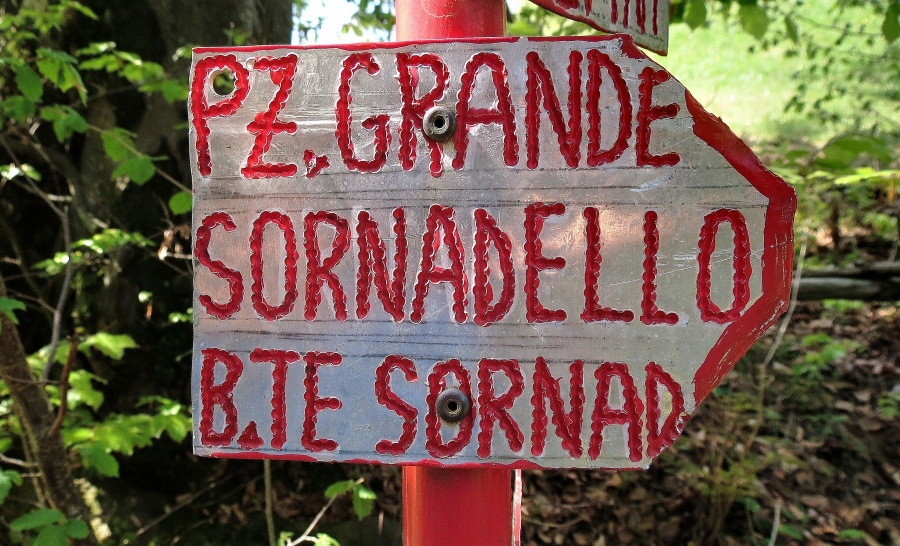 PZ. GRANDE
SORNADELLO
B.TE SORNAD